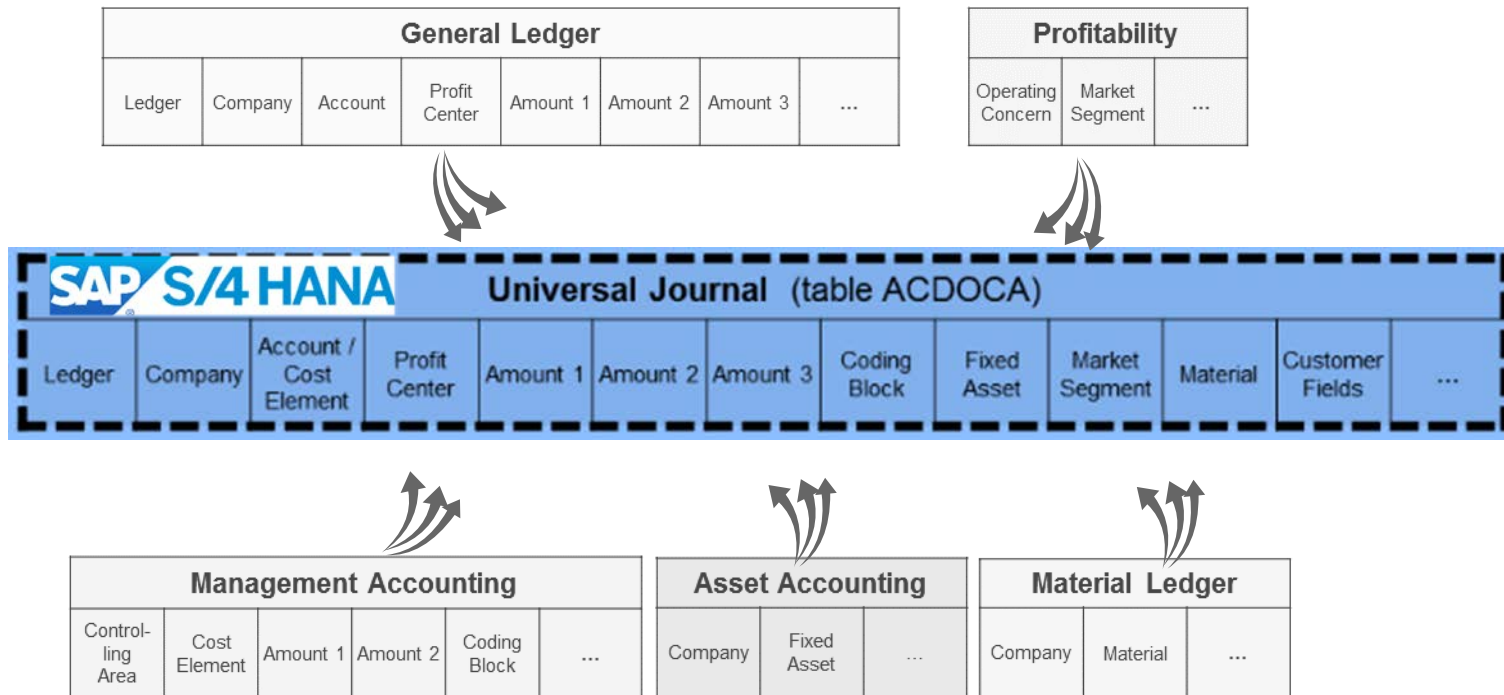 General Ledger
Ledger
Company
Account
Profit
Center
Amount 1
Amount 2
Amount 3
...
Profitability
Operating
Concern
Market
Segment
...
SAP S/4 HANA
®
Universal Journal (table ACDOCA)
Ledger
Company
Account /
Cost
Element
Profit
Center
Amount 1
Amount 2
Amount 3
Coding
Block
Fixed
Asset
Market
Segment
Material
Customer
Fields
...
Management Accounting
Control-
ling
Area
Cost
Element
Amount 1
Amount 2
Coding
Block
...
Asset Accounting
Company
Fixed
Asset
...
Material Ledger
Company
Material
...